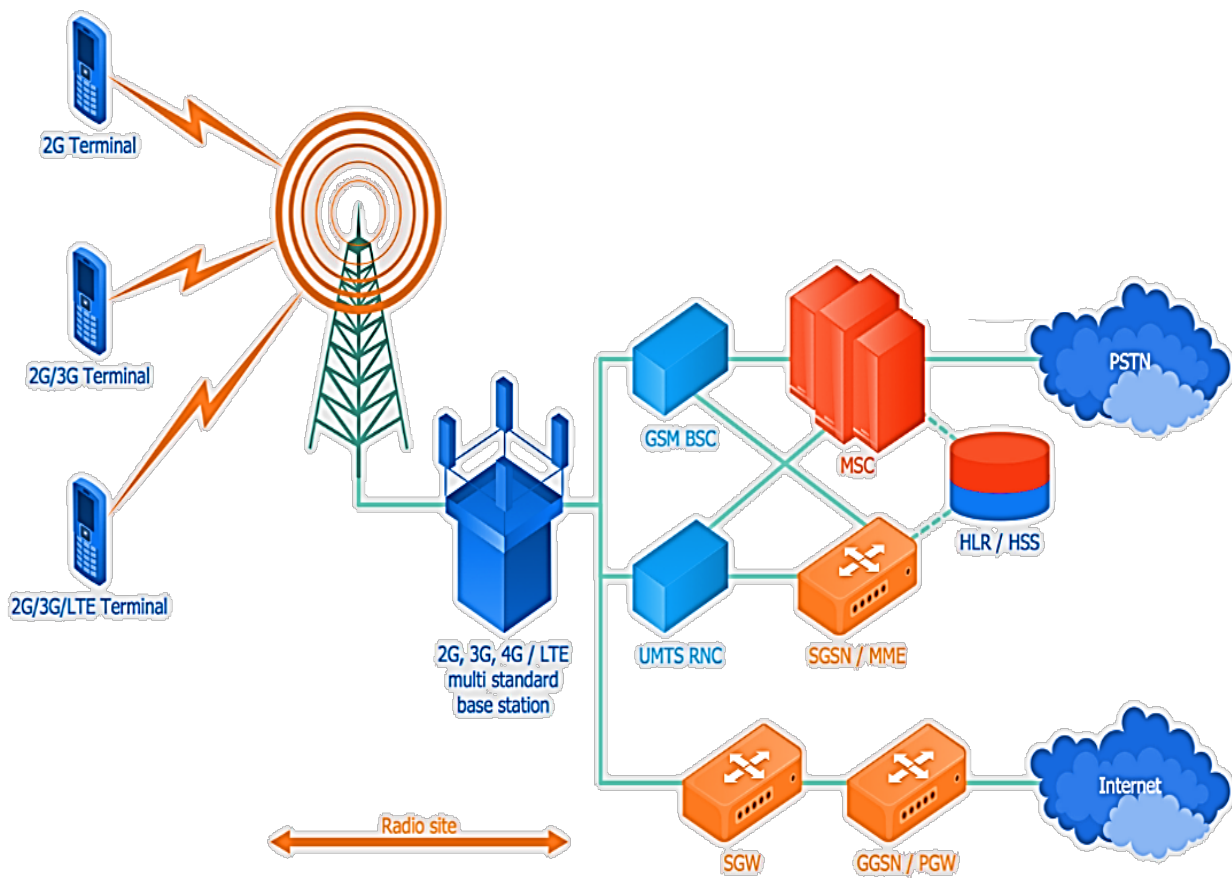 2G Terminal
2G/3G Terminal
2G/3G/LTE Terminal
2G, 3G, 4G / LTE
multi standard
base station
Radio site
GSM BSC
UMTS RNC
MSC
SGSN / MME
HLR / HSS
PSTN
SGW
GGSN / PGW
Internet